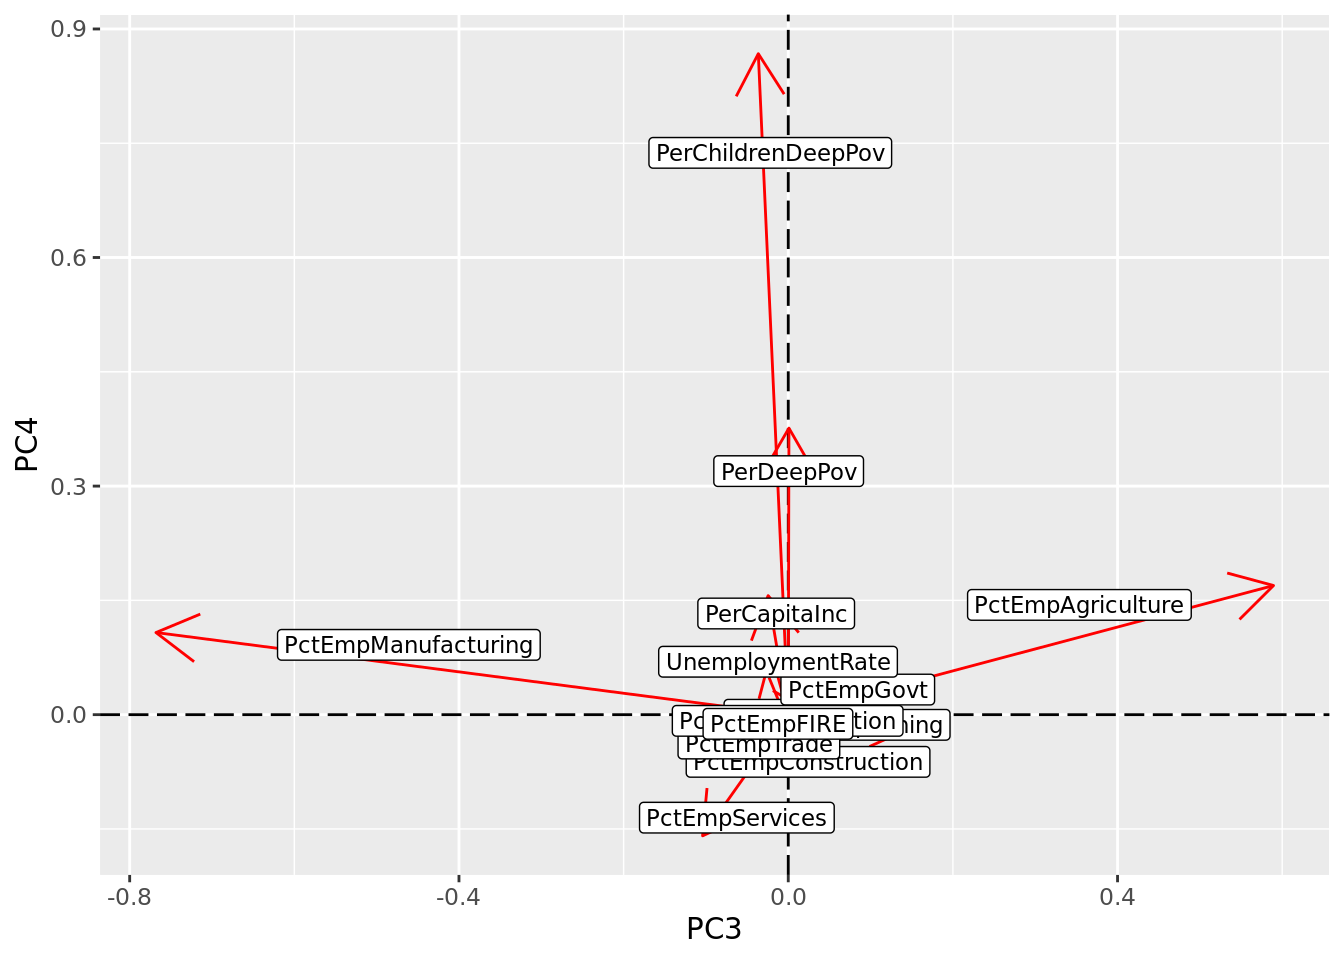 0.9
PerChildrenDeepPov
0.6
PC4
PerDeepPov
0.3
PctEmpAgriculture
PerCapitaInc
PctEmpManufacturing
UnemploymentRate
PctEmpGovt
0.0
PctEmpFIRE
PctEmpTrade
PctEmpConstruction
PctEmpServices
-0.8 -0.4 0.0 0.4
PC3